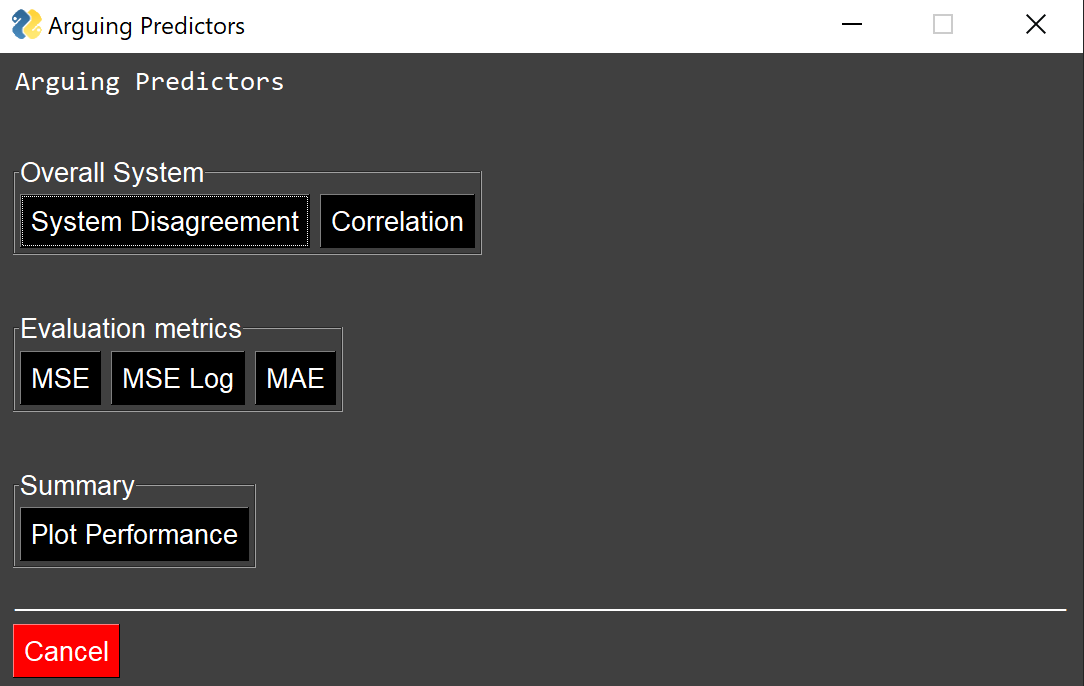 Arguing Predictors
Arguing Predictors
Overall System
System Disagreement Correlation
Evaluation metrics
MSE MSE Log MAE
Summary
Plot Performance
Cancel